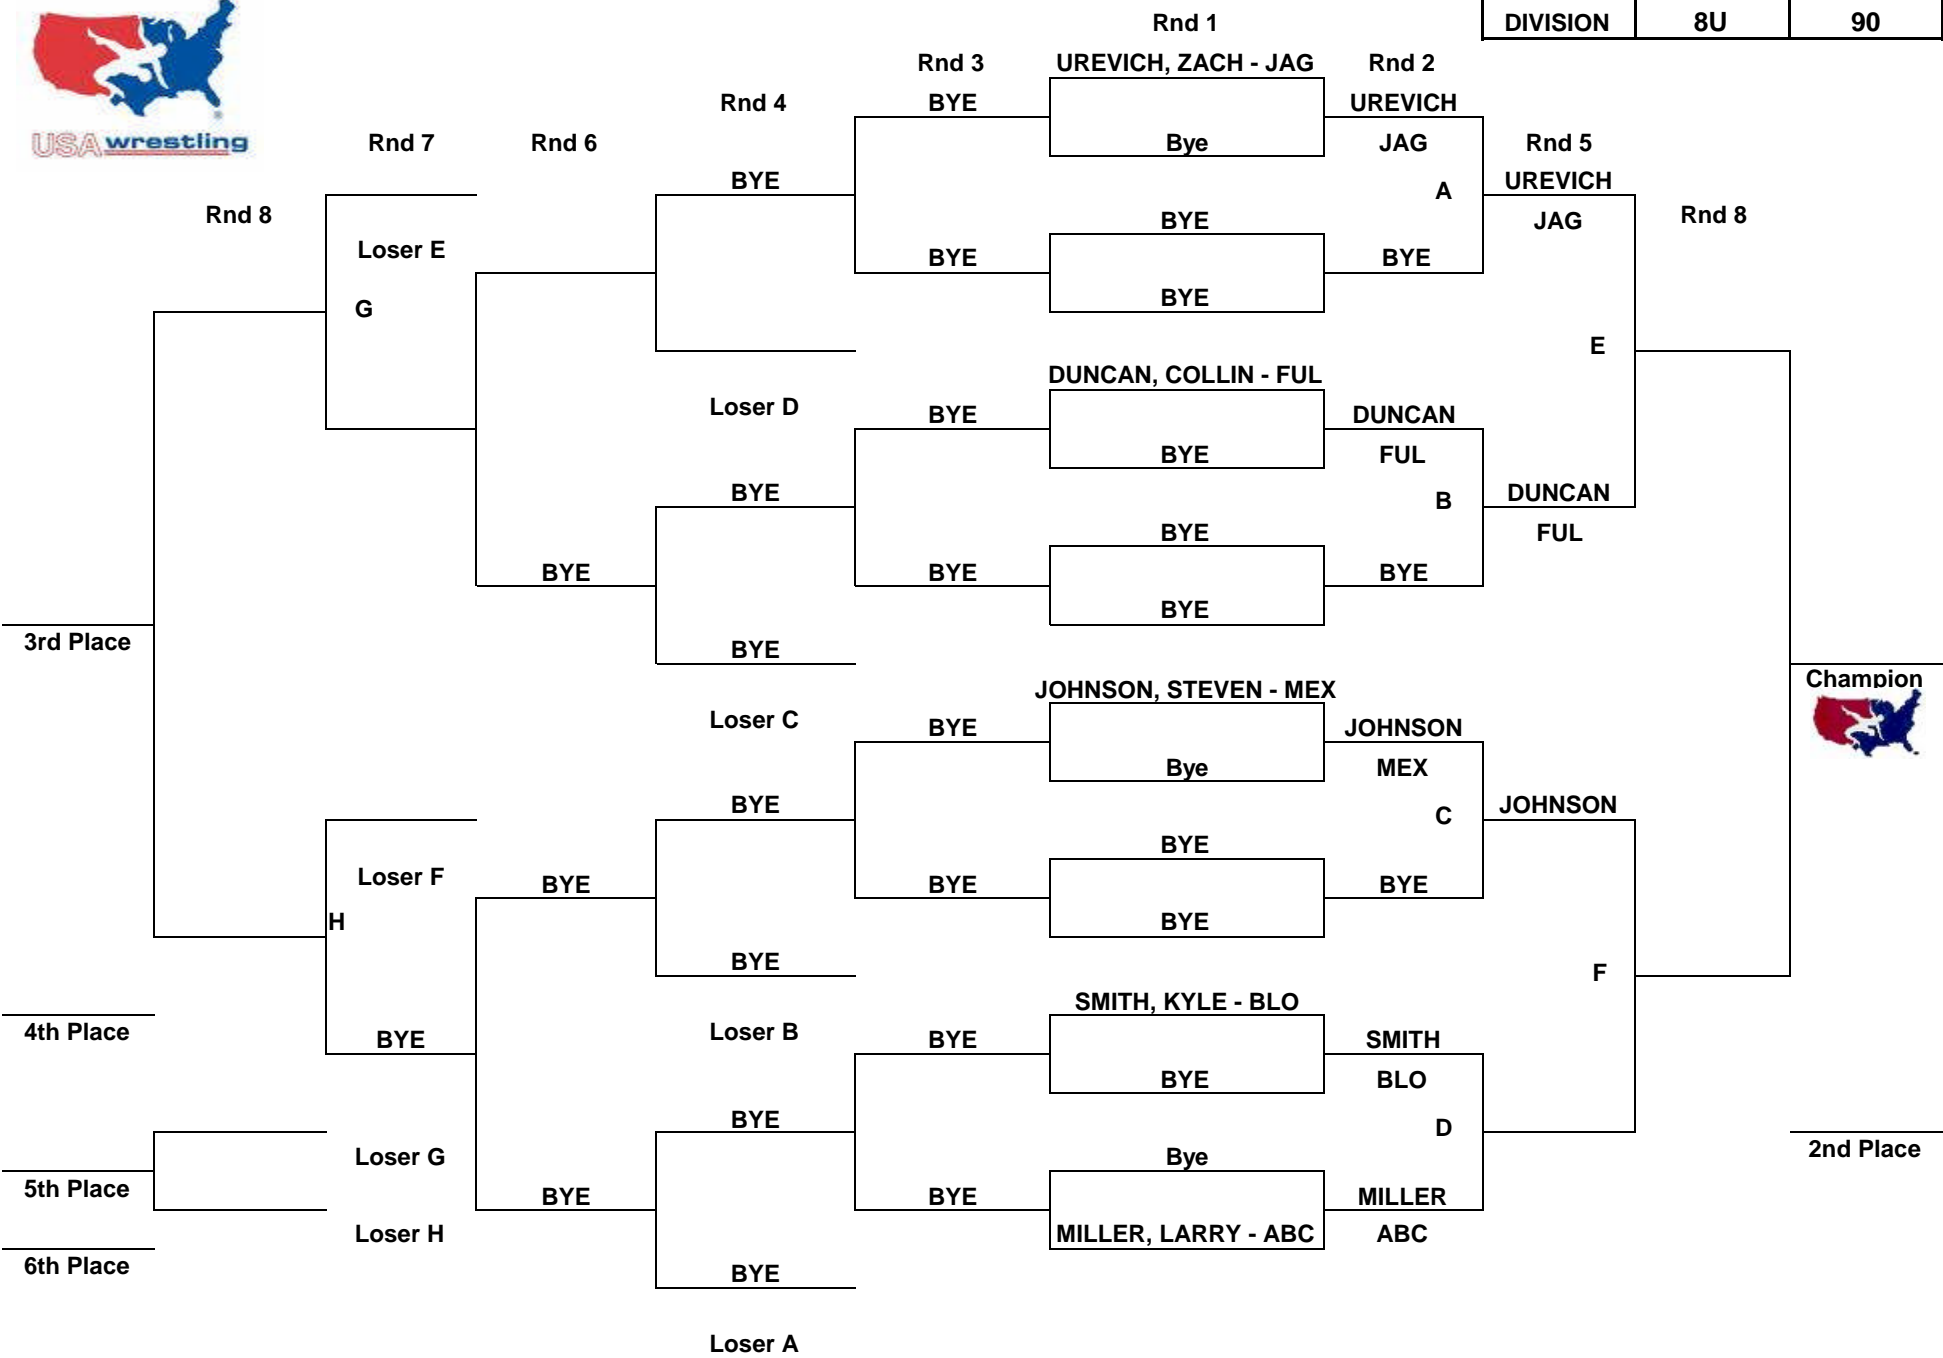 Rnd 1
DIVISION 8U 90
Rnd 3 UREVICH, ZACH - JAG Rnd 2
Rnd 4 BYE UREVICH
USA wrestling Rnd 7 Rnd 6 Bye JAG Rnd 5
BYE A UREVICH
Rnd 8 BYE JAG Rnd 8
Loser E BYE BYE
G BYE
E
DUNCAN, COLLIN - FUL
Loser D BYE DUNCAN
BYE FUL
BYE B DUNCAN
BYE FUL
BYE BYE BYE
BYE
3rd Place BYE
Champion
JOHNSON, STEVEN - MEX
Loser C BYE JOHNSON
Bye MEX
BYE C JOHNSON
BYE
Loser F BYE BYE BYE
H BYE
BYE F
SMITH, KYLE - BLO
4th Place BYE Loser B BYE SMITH
BYE BLO
BYE D
Loser G Bye 2nd Place
5th Place BYE BYE MILLER
Loser H MILLER, LARRY - ABC ABC
6th Place BYE
Loser A